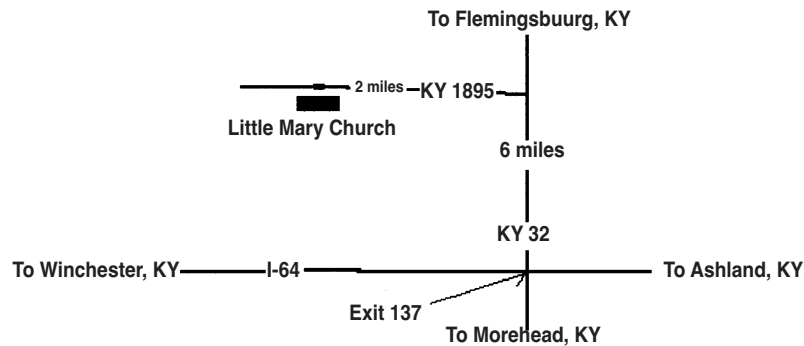 To Flemingsbuurg, KY
2 miles
KY 1895
Little Mary Church
6 miles
KY 32
To Winchester, KY
I-64
To Ashland, KY
Exit 137
To Morehead, KY